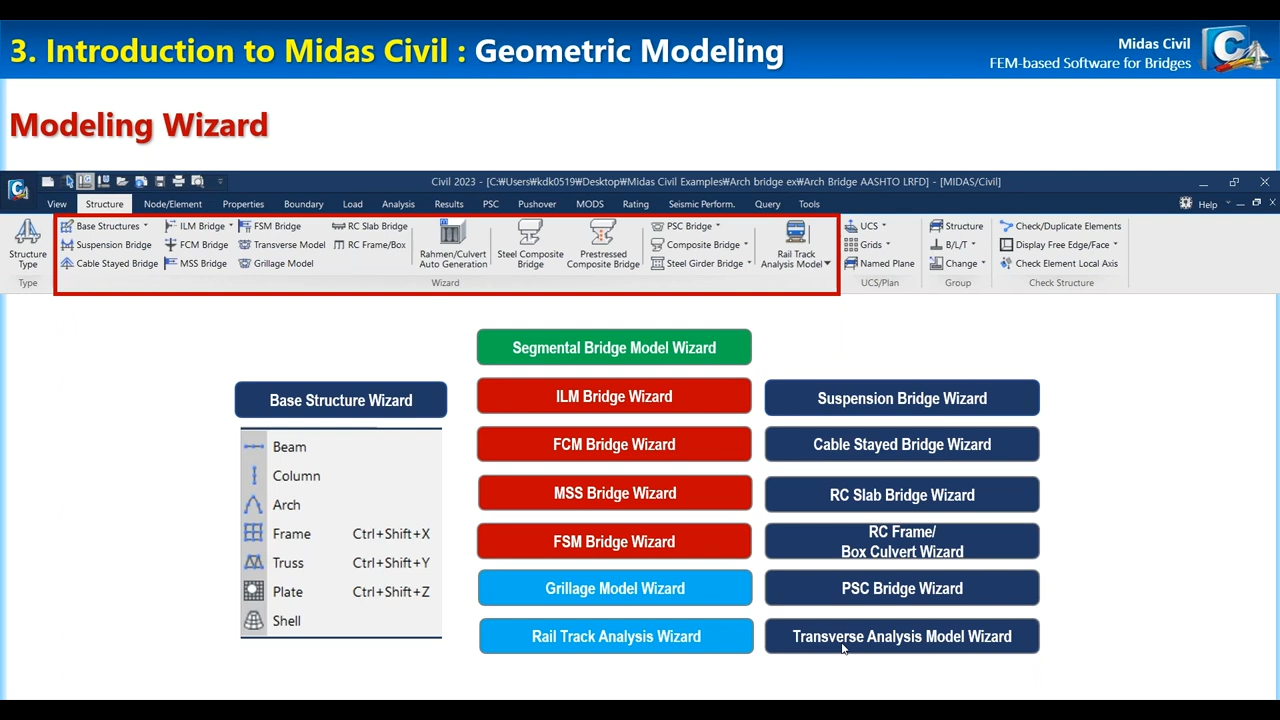 3. Introduction to Midas Civil : Geometric Modeling
Midas Civil
FEM-based Software for Bridges
Modeling Wizard
Civil 2023 - [C:₩Users₩kdk0519₩Desktop₩Midas Civil Examples₩Arch bridge ex₩Arch Bridge AASHTO LRFD] - [MIDAS/Civil]
View Structure Node/Element Properties Boundary Load Analysis Results PSC Pushover MODS Rating Seismic Perform. Query Tools Help
Structure
Type
Type
Base Structures
Suspension Bridge
Cable Stayed Bridge
ILM Bridge
FCM Bridge
MSS Bridge
FSM Bridge
Transverse Model
Grillage Model
RC Slab Bridge
RC Frame/Box
Rahmen/Culvert
Auto Generation
Steel Composite
Bridge
Prestressed
Composite Bridge
PSC Bridge
Composite Bridge
Steel Girder Bridge
Rail Track
Analysis Model
Wizard
UCS
Grids
Named Plane
UCS/Plan
Structure
B/L/T
Change
Group
Check/Duplicate Elements
Display Free Edge/Face
Check Element Local Axis
Check Structure
Base Structure Wizard
Beam
Column
Arch
Frame Ctrl+Shift+X
Truss Ctrl+Shift+Y
Plate Ctrl+Shift+Z
Shell
Segmental Bridge Model Wizard
ILM Bridge Wizard
FCM Bridge Wizard
MSS Bridge Wizard
FSM Bridge Wizard
Grillage Model Wizard
Rail Track Analysis Wizard
Suspension Bridge Wizard
Cable Stayed Bridge Wizard
RC Slab Bridge Wizard
RC Frame/
Box Culvert Wizard
PSC Bridge Wizard
Transverse Analysis Model Wizard